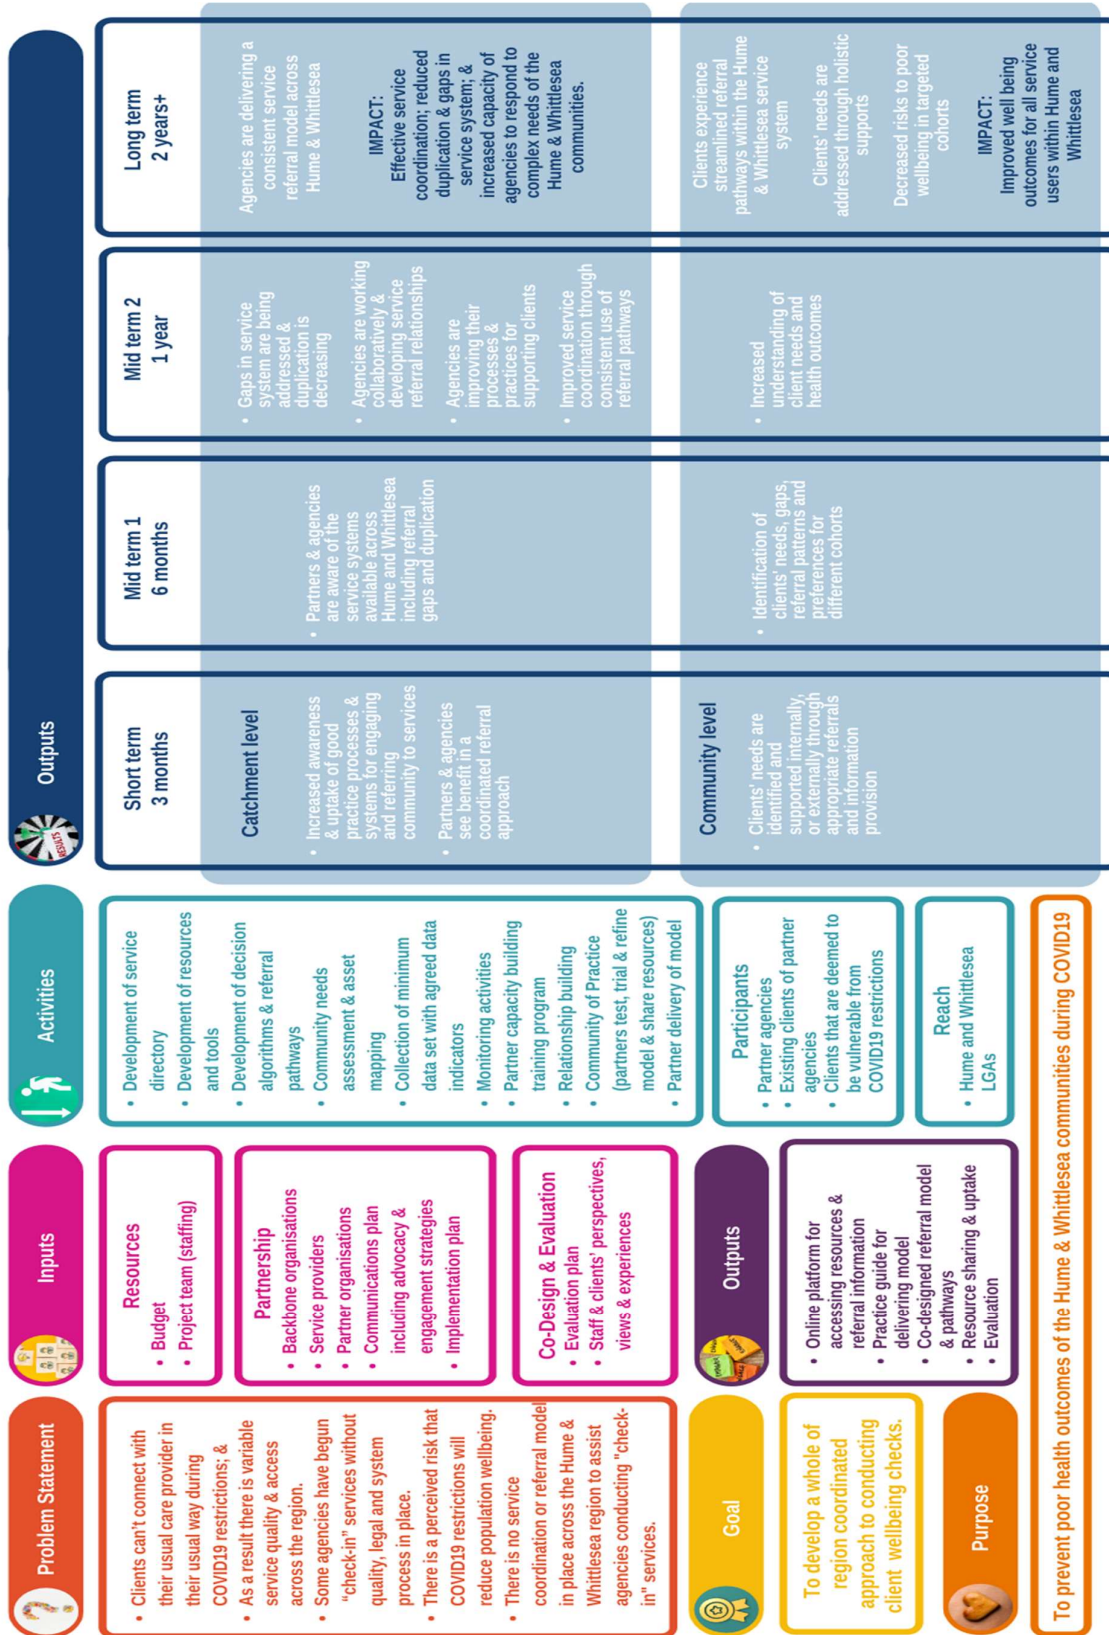 Problem Statement
• Clients can't connect with
their usual care provider in
their usual way during
COVID19 restrictions; &
• As a result there is variable
service quality & access
across the region.
• Some agencies have begun
"check-in" services without
quality, legal and system
process in place.
• There is a perceived risk that
COVID19 restrictions will
reduce population wellbeing.
• There is no service
coordination or referral model
in place across the Hume &
Whittlesea region to assist
agencies conducting "check-
in" services.
Goal
To develop a whole of
region coordinated
approach to conducting
client wellbeing checks.
Purpose
To prevent poor health outcomes of the Hume & Whittlesea communities during COVID19
Inputs
Resources
• Budget
• Project team (staffing)
Partnership
• Backbone organisations
• Service providers
• Partner organisations
• Communications plan
including advocacy &
engagement strategies
• Implementation plan
Co-Design & Evaluation
• Evaluation plan
• Staff & clients' perspectives,
views & experiences
Outputs
• Online platform for
accessing resources &
referral information
• Practice guide for
delivering model
• Co-designed referral model
& pathways
• Resource sharing & uptake
• Evaluation
Activities
• Development of service
directory
• Development of resources
and tools
• Development of decision
algorithms & referral
pathways
• Community needs
assessment & asset
mapping
• Collection of minimum
data set with agreed data
indicators
• Monitoring activities
• Partner capacity building
training program
• Relationship building
• Community of Practice
(partners test, trial & refine
model & share resources)
• Partner delivery of model
Participants
• Partner agencies
• Existing clients of partner
agencies
• Clients that are deemed to
be vulnerable from
COVID19 restrictions
Reach
• Hume and Whittlesea
LGAs
RESULTS
Outputs
Short term
3 months
Catchment level
• Increased awareness
& uptake of good
practice processes &
systems for engaging
and referring
community to services
• Partners & agencies
see benefit in a
coordinated referral
approach
Community level
• Clients' needs are
identified and
supported internally,
or externally through
appropriate referrals
and information
provision
Mid term 1
6 months
• Partners & agencies
are aware of the
service systems
available across
Hume and Whittlesea
including referral
gaps and duplication
• Identification of
clients' needs, gaps,
referral patterns and
preferences for
different cohorts
Mid term 2
1 year
• Gaps in service
system are being
addressed &
duplication is
decreasing
• Agencies are working
collaboratively &
developing service
referral relationships
• Agencies are
improving their
processes &
practices for
supporting clients
• Improved service
coordination through
consistent use of
referral pathways
• Increased
understanding of
client needs and
health outcomes
Long term
2 years+
Agencies are delivering a
consistent service
referral model across
Hume & Whittlesea
IMPACT:
Effective service
coordination; reduced
duplication & gaps in
service system; &
increased capacity of
agencies to respond to
complex needs of the
Hume & Whittlesea
communities.
Clients experience
streamlined referral
pathways within the Hume
& Whittlesea service
system
Clients' needs are
addressed through holistic
supports
Decreased risks to poor
wellbeing in targeted
cohorts
IMPACT:
Improved well being
outcomes for all service
users within Hume and
Whittlesea